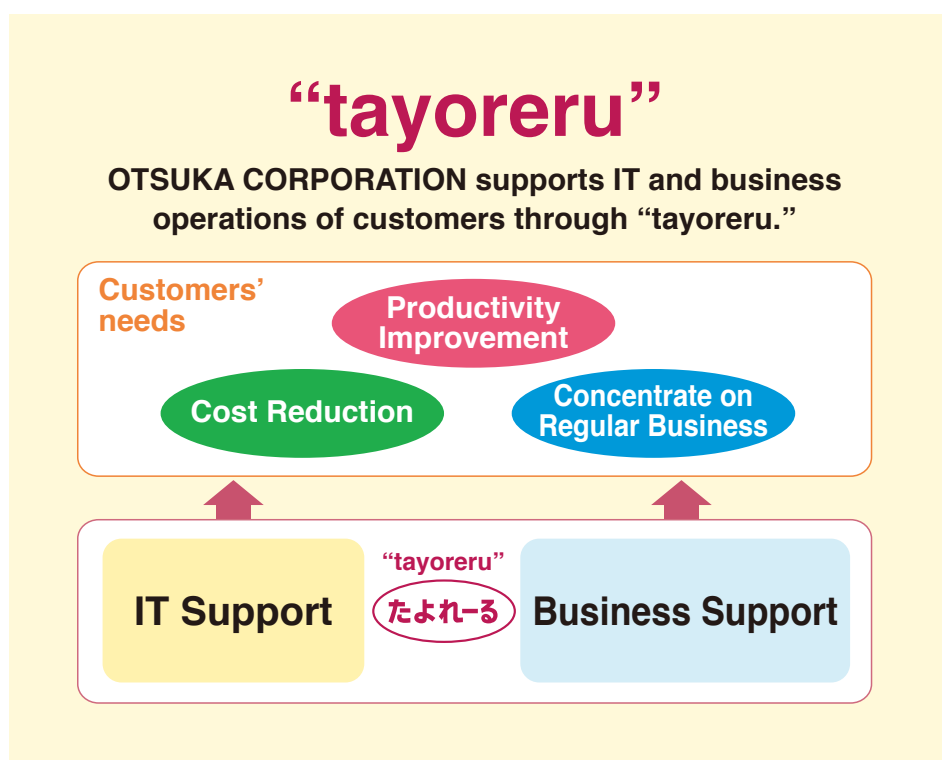 “tayoreru”
OTSUKA CORPORATION supports IT and business
operations of customers through “tayoreru.”
Customers’
needs
Productivity
Improvement
Cost Reduction
Concentrate on
Regular Business
IT Support
“tayoreru”
たよれーる
Business Support